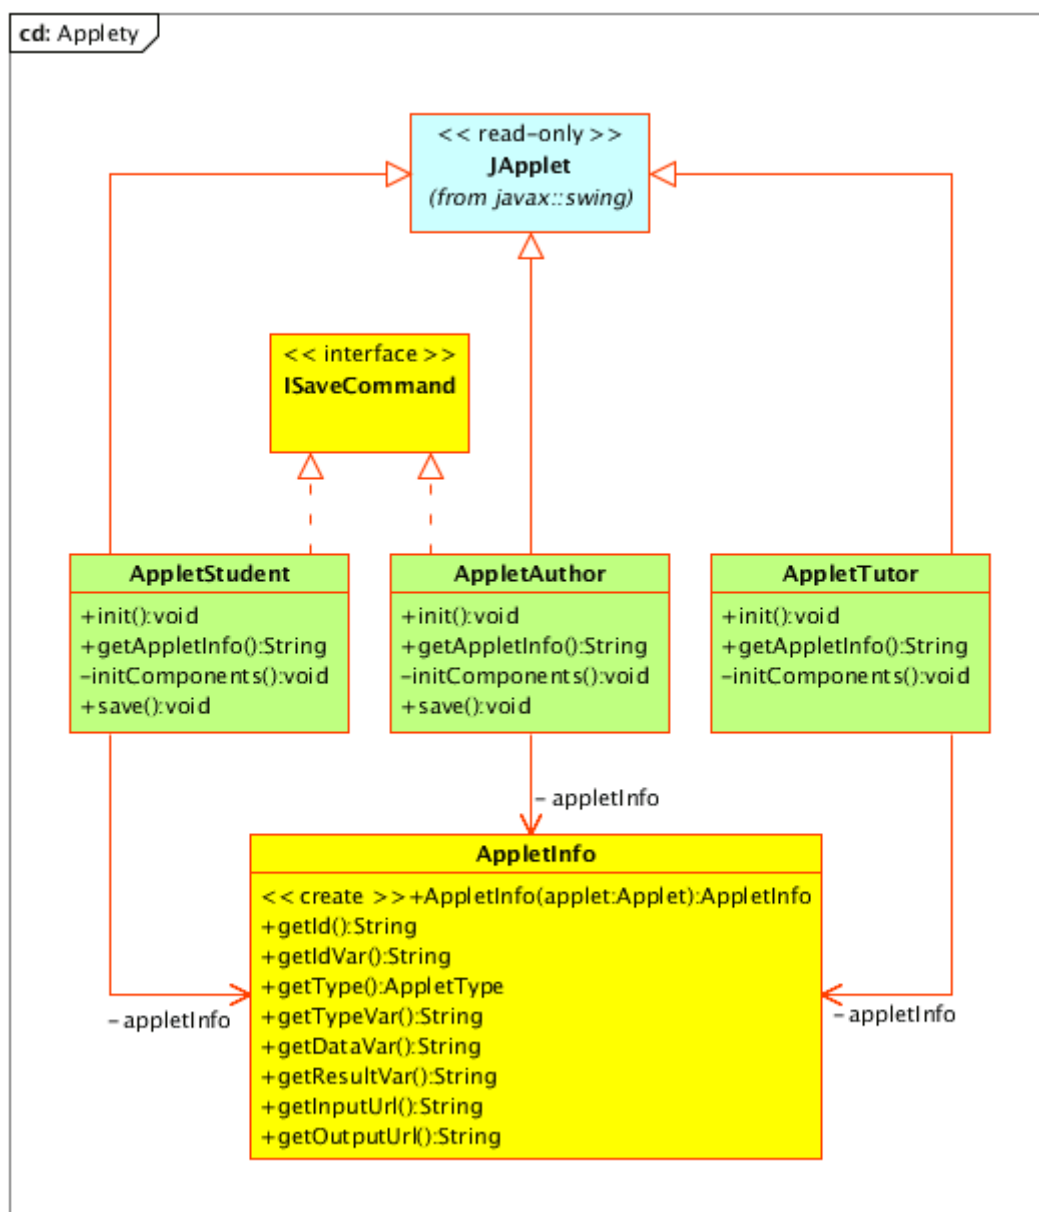 cd: Applety
<< read-only >>
JApplet
(from javax::swing)
<< interface >>
ISaveCommand
AppletStudent
+init():void
+getAppletInfo():String
-initComponents():void
+save():void
AppletAuthor
+init():void
+getAppletInfo():String
-initComponents():void
+save():void
AppletTutor
+init():void
+getAppletInfo():String
-initComponents():void
- appletInfo
AppletInfo
<< create >>+AppletInfo(applet:Applet):AppletInfo
+getId():String
+getIdVar():String
+getType():AppletType
+getTypeVar():String
+getDataVar():String
+getResultVar():String
+getInputUrl():String
+getOutputUrl():String
- appletInfo
- appletInfo